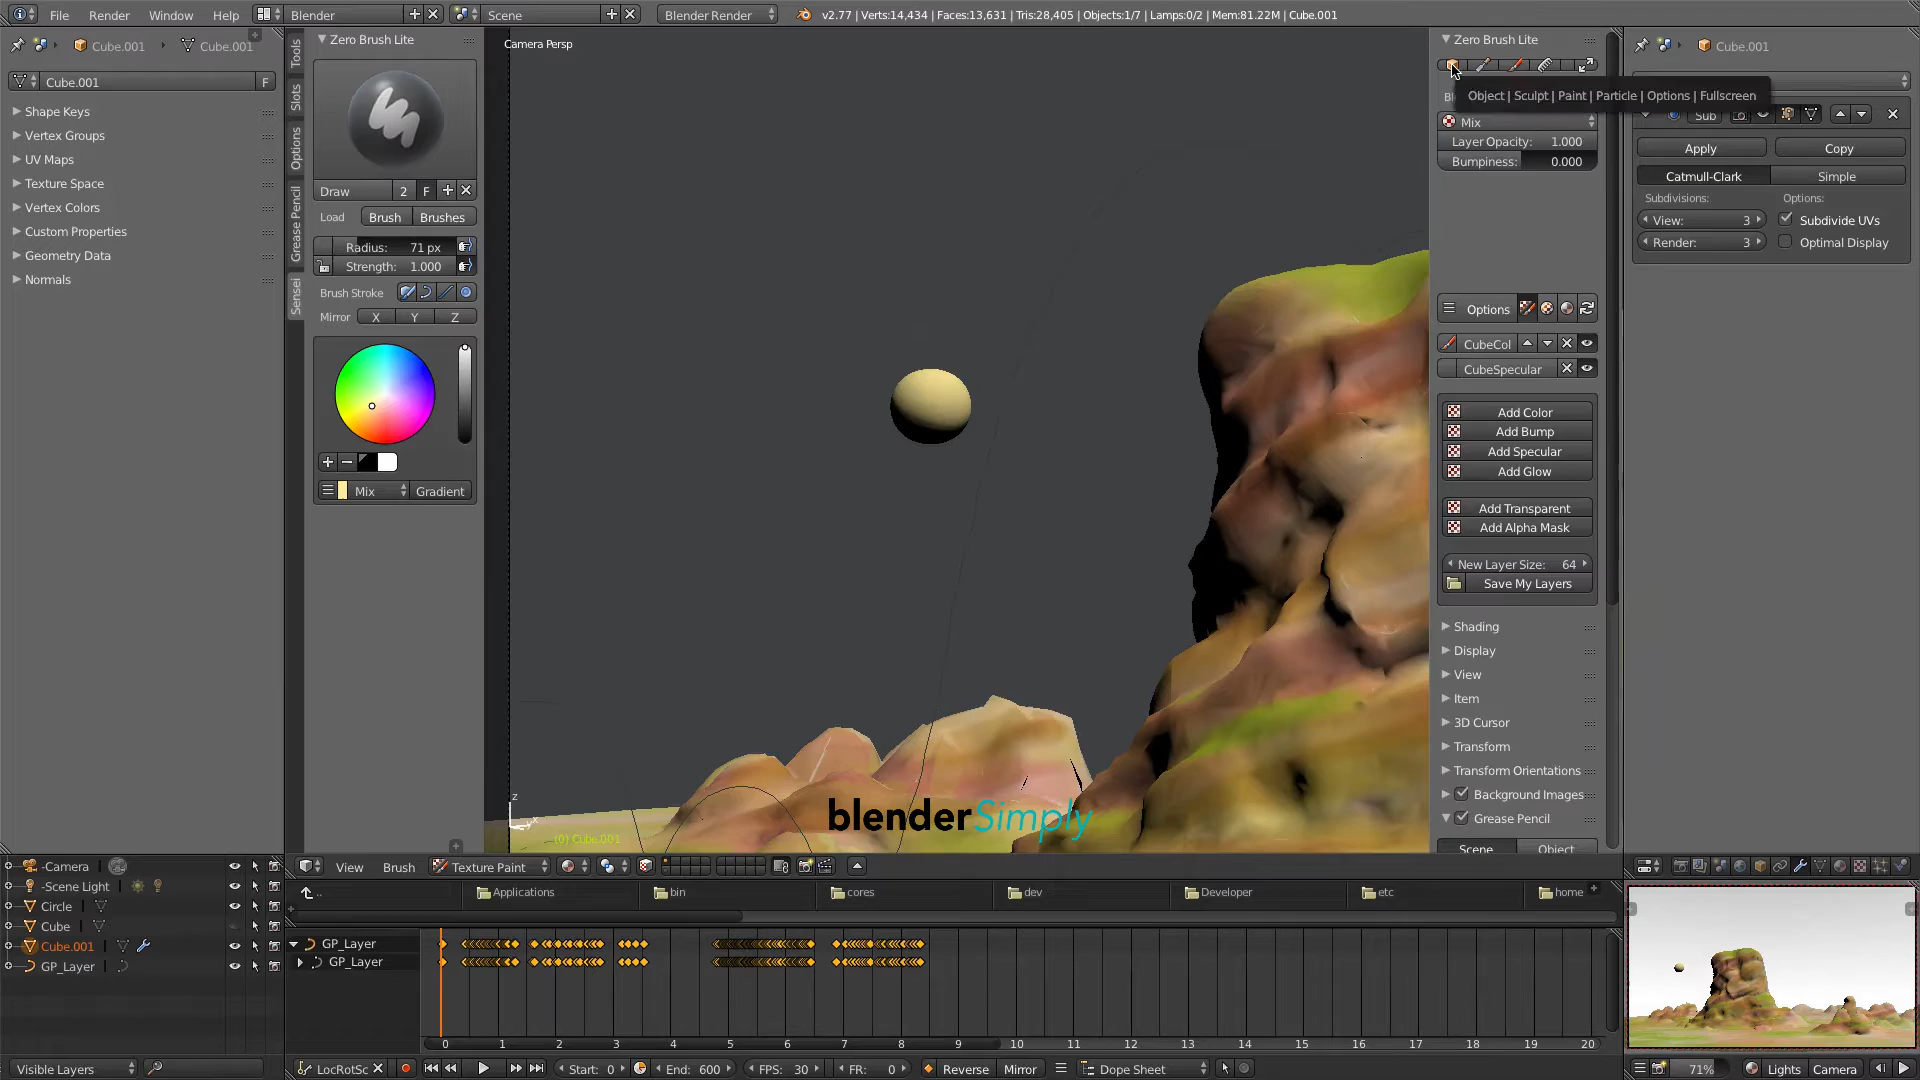 File Render Window Help Blender Scene Blender Render v2.77 | Verts:14,434 | Faces:13,631 | Tris:28,405 | Objects:1/7 | Lamps:0/2 | Mem:81.22M | Cube.001
Cube.001 Cube.001
Cube.001 F
Shape Keys
Vertex Groups
UV Maps
Texture Space
Vertex Colors
Custom Properties
Geometry Data
Normals
Tools
Slots
Options
Grease Pencil
Sensei
Zero Brush Lite
Draw 2 F
Load Brush Brushes
Radius: 71 px
Strength: 1.000
Brush Stroke
Mirror X Y Z
Mix Gradient
Camera Persp
z
x
(0) Cube.001
blenderSimply
Zero Brush Lite
Object | Sculpt | Paint | Particle | Options | Fullscreen
Mix
Layer Opacity: 1.000
Bumpiness: 0.000
Options
CubeCol
CubeSpecular
Add Color
Add Bump
Add Specular
Add Glow
Add Transparent
Add Alpha Mask
New Layer Size: 64
Save My Layers
Shading
Display
View
Item
3D Cursor
Transform
Transform Orientations
Background Images
Grease Pencil
Scene Object
Cube.001
Sub
Apply Copy
Catmull-Clark Simple
Subdivisions: Options:
View: 3 Subdivide UVs
Render: 3 Optimal Display
View Brush Texture Paint
-Camera
-Scene Light
Circle
Cube
Cube.001
GP_Layer
Visible Layers
.. Applications bin cores dev Developer etc home
GP_Layer
GP_Layer
0 1 2 3 4 5 6 7 8 9 10 11 12 13 14 15 16 17 18 19 20
LocRotSc Start: 0 End: 600 FPS: 30 FR: 0 Reverse Mirror Dope Sheet
71% Lights Camera